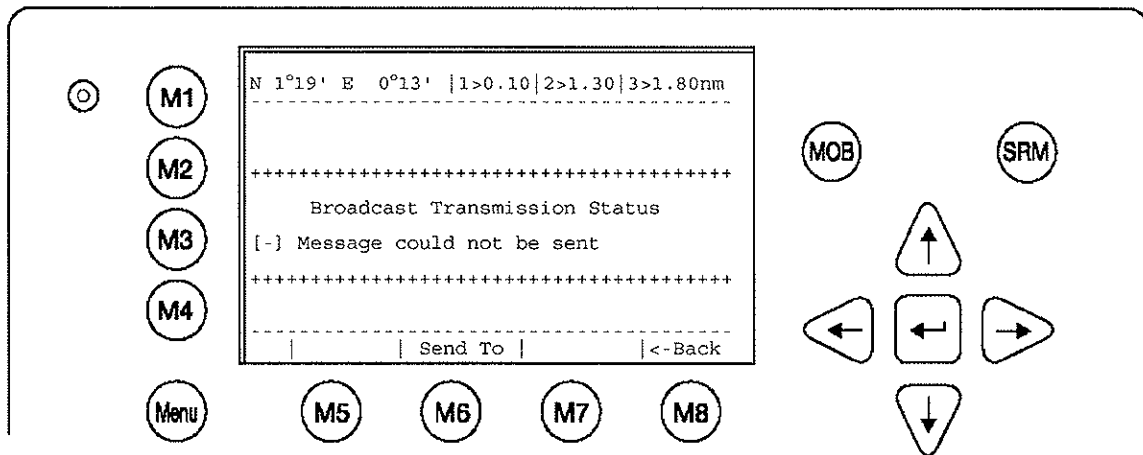 N 1°19' E 0°13' |1>0.10|2>1.30|3>1.80nm
----------------------------------------
++++++++++++++++++++++++++++++++++++++++
Broadcast Transmission Status
[-] Message could not be sent
++++++++++++++++++++++++++++++++++++++++
----------------------------------------
| | Send To | |<-Back
M1
M2
M3
M4
Menu
M5
M6
M7
M8
MOB
SRM